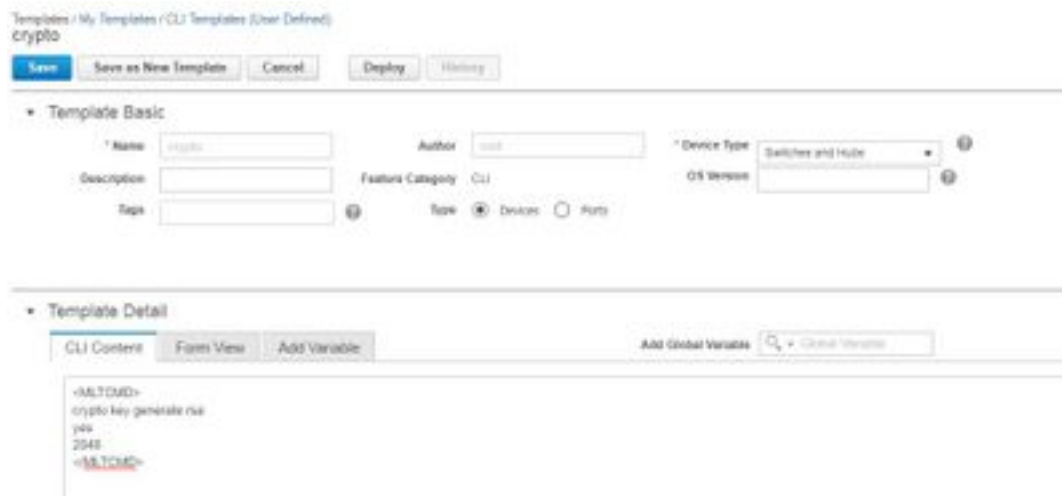 Templates / My Templates / CLI Templates (User Defined)
crypto
Save Save as New Template Cancel Deploy History
Template Basic
* Name crypto Author root * Device Type Switches and Hubs
Description Feature Category CLI OS Version
Tags Type Devices Ports
Template Detail
CLI Content Form View Add Variable Add Global Variable Global Variable
<MLTCMD>
crypto key generate rsa
yes
2048
</MLTCMD>